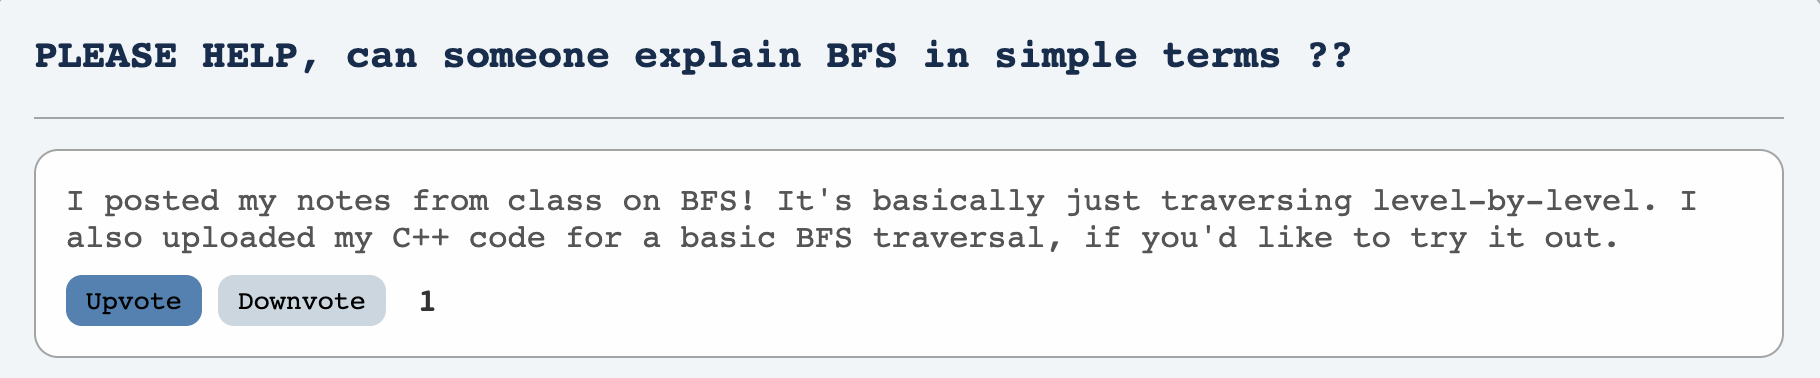 PLEASE HELP, can someone explain BFS in simple terms ??
I posted my notes from class on BFS! It's basically just traversing level-by-level. I
also uploaded my C++ code for a basic BFS traversal, if you'd like to try it out.
Upvote Downvote 1